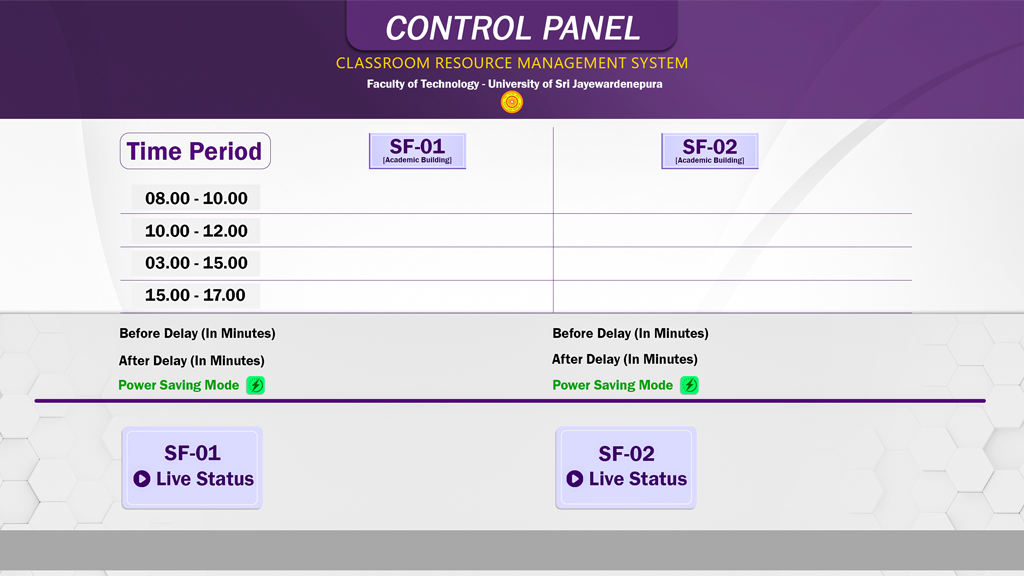 CONTROL PANEL
CLASSROOM RESOURCE MANAGEMENT SYSTEM
Faculty of Technology - University of Sri Jayewardenepura
Time Period
SF-01
[Academic Building]
SF-02
[Academic Building]
08.00 - 10.00
10.00 - 12.00
03.00 - 15.00
15.00 - 17.00
Before Delay (In Minutes)
After Delay (In Minutes)
Power Saving Mode
Before Delay (In Minutes)
After Delay (In Minutes)
Power Saving Mode
SF-01
Live Status
SF-02
Live Status